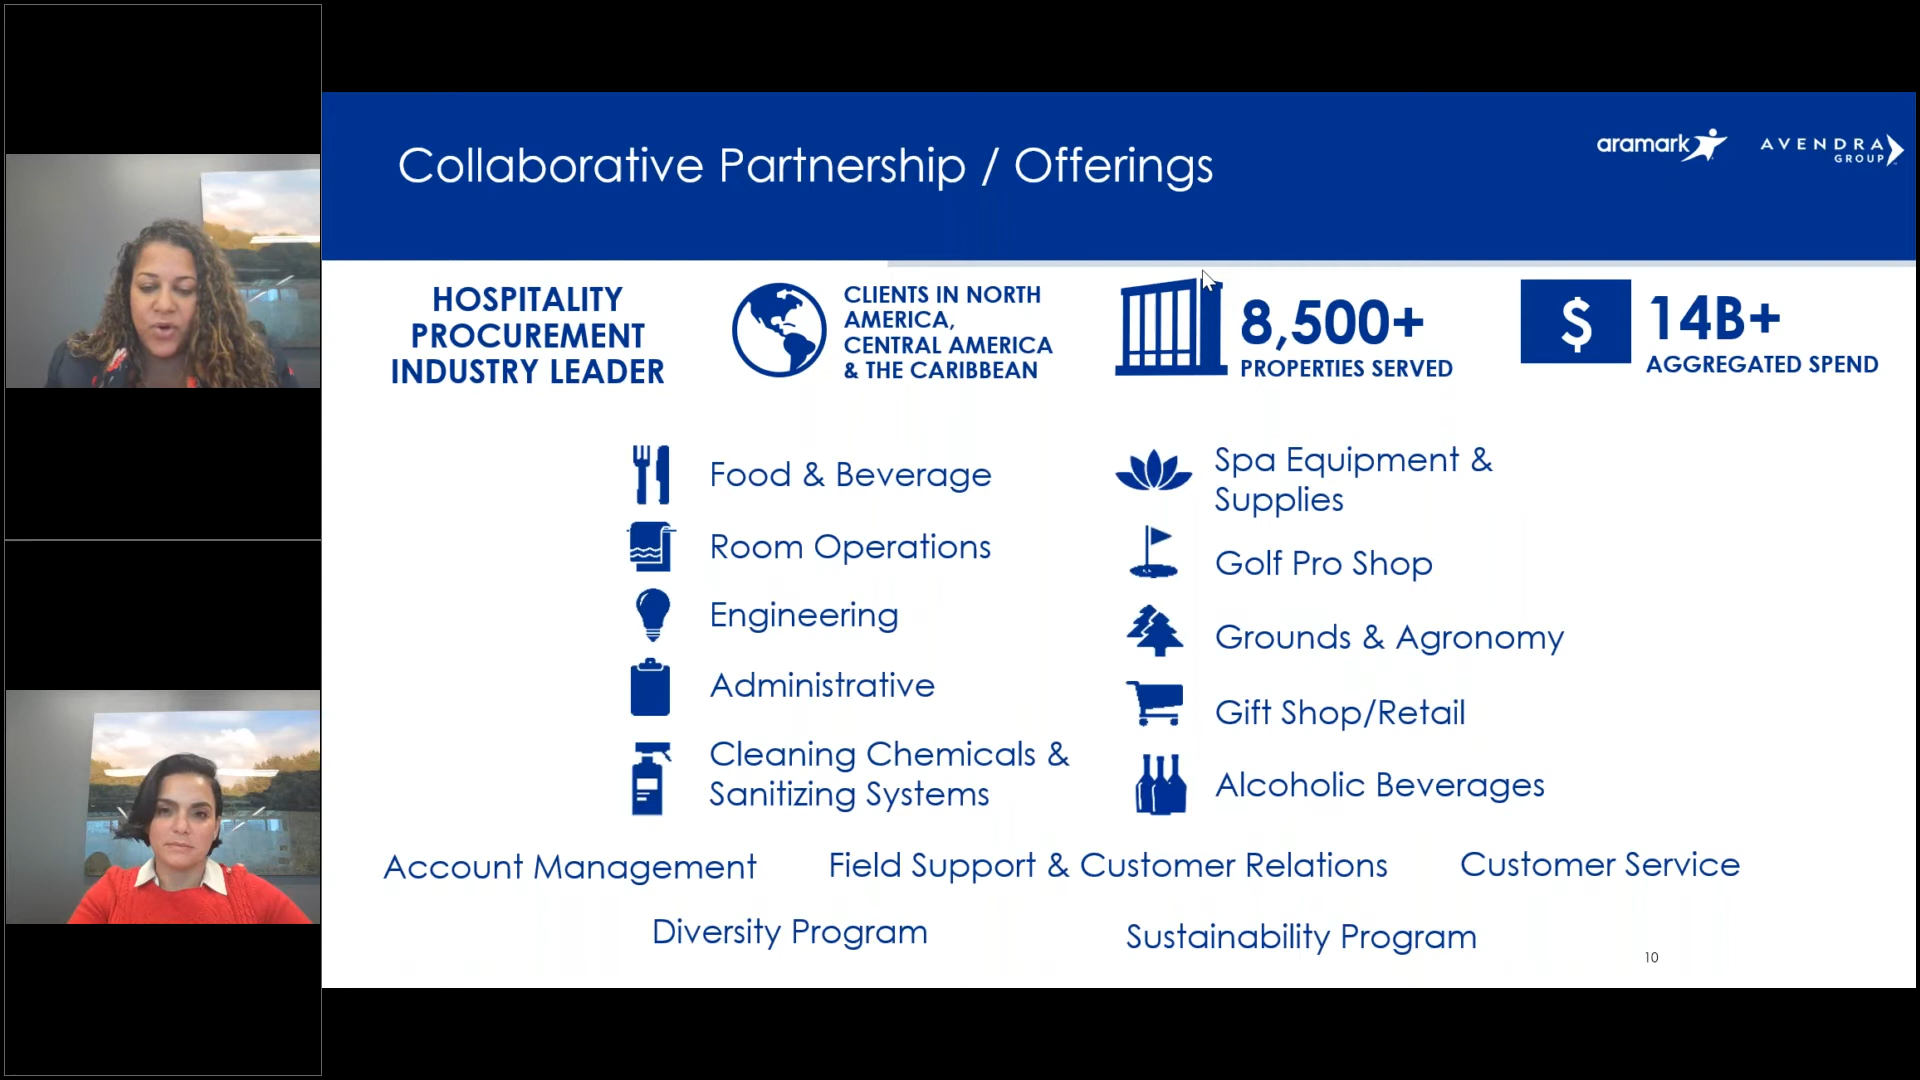 Collaborative Partnership / Offerings
aramark
AVENDRA
GROUP
HOSPITALITY
PROCUREMENT
INDUSTRY LEADER
CLIENTS IN NORTH
AMERICA,
CENTRAL AMERICA
& THE CARIBBEAN
8,500+
PROPERTIES SERVED
$
14B+
AGGREGATED SPEND
Food & Beverage
Room Operations
Engineering
Administrative
Cleaning Chemicals &
Sanitizing Systems
Spa Equipment &
Supplies
Golf Pro Shop
Grounds & Agronomy
Gift Shop/Retail
Alcoholic Beverages
Account Management
Field Support & Customer Relations
Customer Service
Diversity Program
Sustainability Program
10